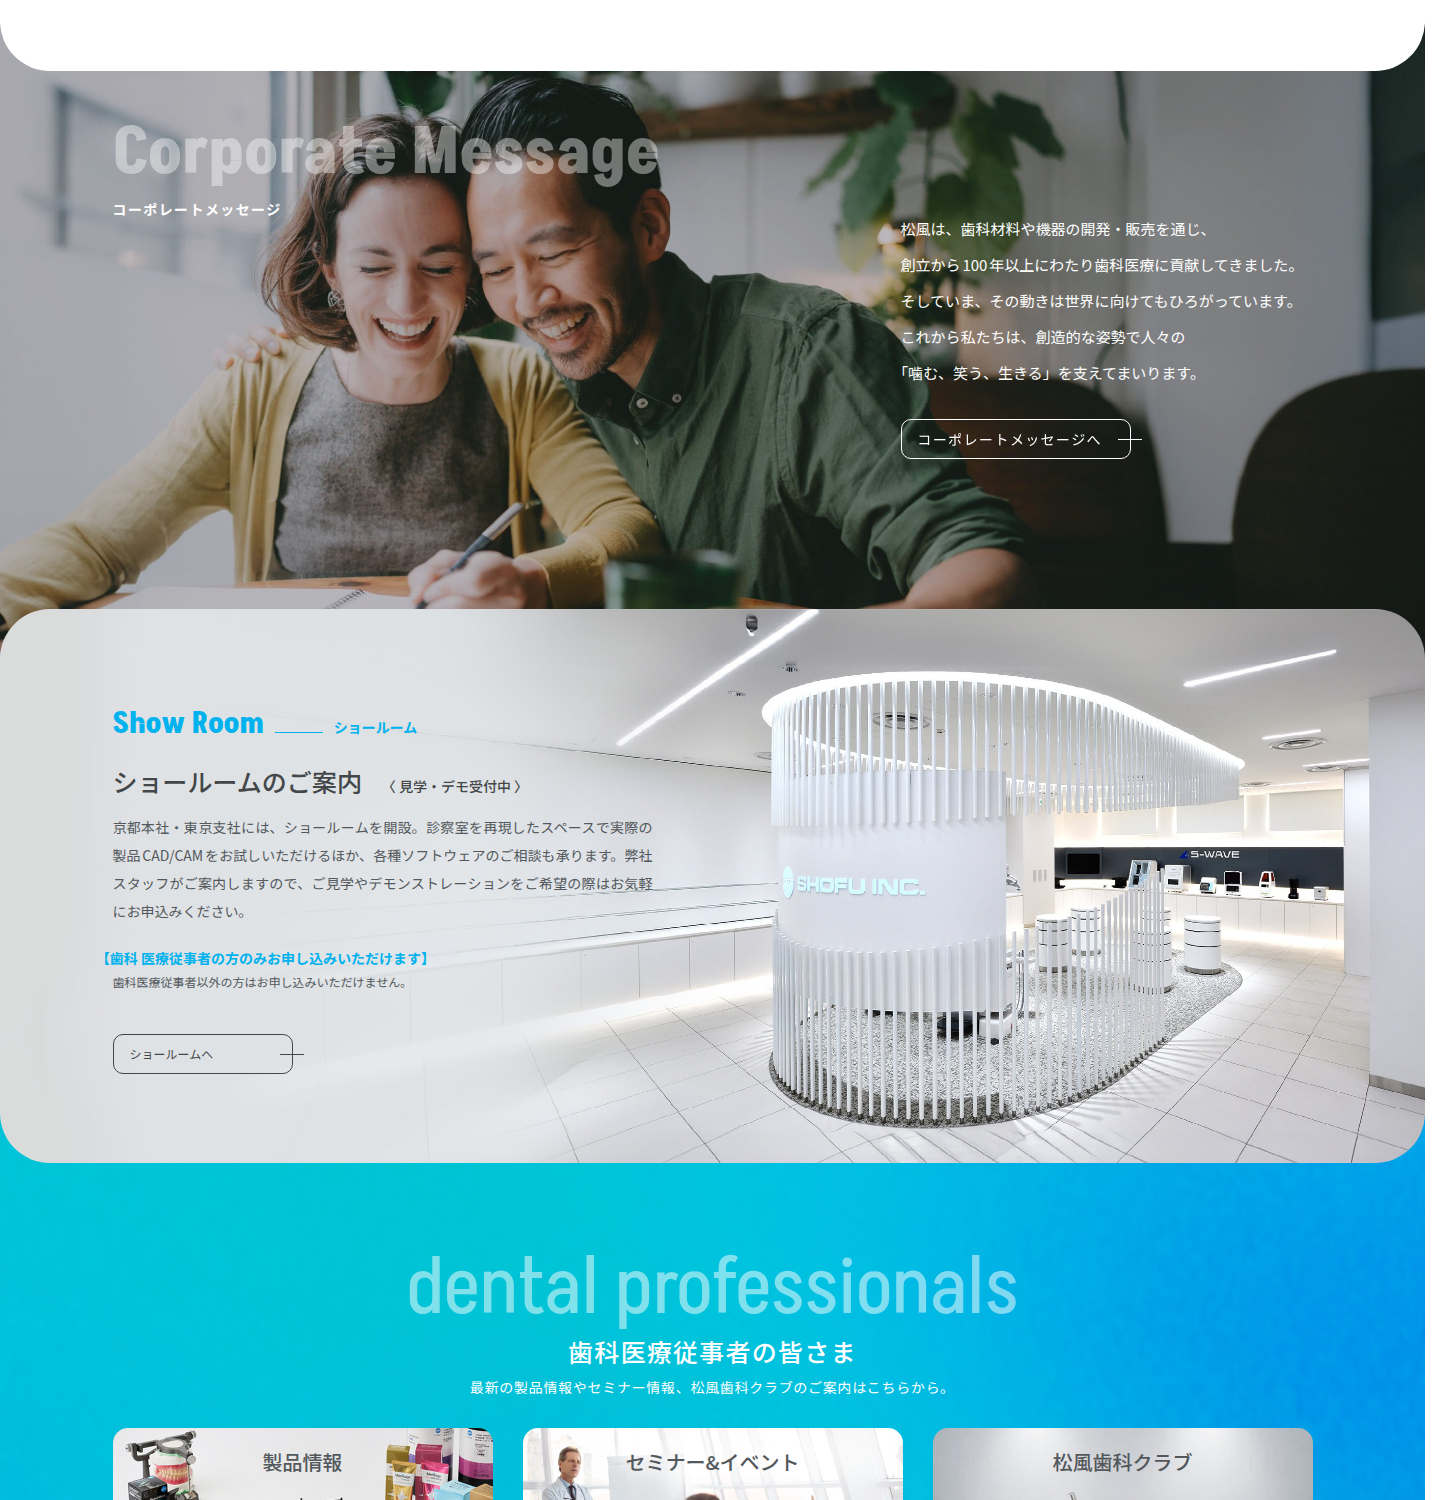 Corporate Message
コーポレートメッセージ
松風は、歯科材料や機器の開発・販売を通じ、
創立から100年以上にわたり歯科医療に貢献してきました。
そしていま、その動きは世界に向けてもひろがっています。
これから私たちは、創造的な姿勢で人々の
「噛む、笑う、生きる」を支えてまいります。
コーポレートメッセージへ
Show Room
ショールーム
ショールームのご案内 〈 見学・デモ受付中 〉
京都本社・東京支社には、ショールームを開設。診察室を再現したスペースで実際の
製品CAD/CAMをお試しいただけるほか、各種ソフトウェアのご相談も承ります。弊社
スタッフがご案内しますので、ご見学やデモンストレーションをご希望の際はお気軽
にお申込みください。
【歯科 医療従事者の方のみお申し込みいただけます】
歯科医療従事者以外の方はお申し込みいただけません。
ショールームへ
SHOFU INC.
S-WAVE
dental professionals
歯科医療従事者の皆さま
最新の製品情報やセミナー情報、松風歯科クラブのご案内はこちらから。
製品情報
セミナー&イベント
松風歯科クラブ